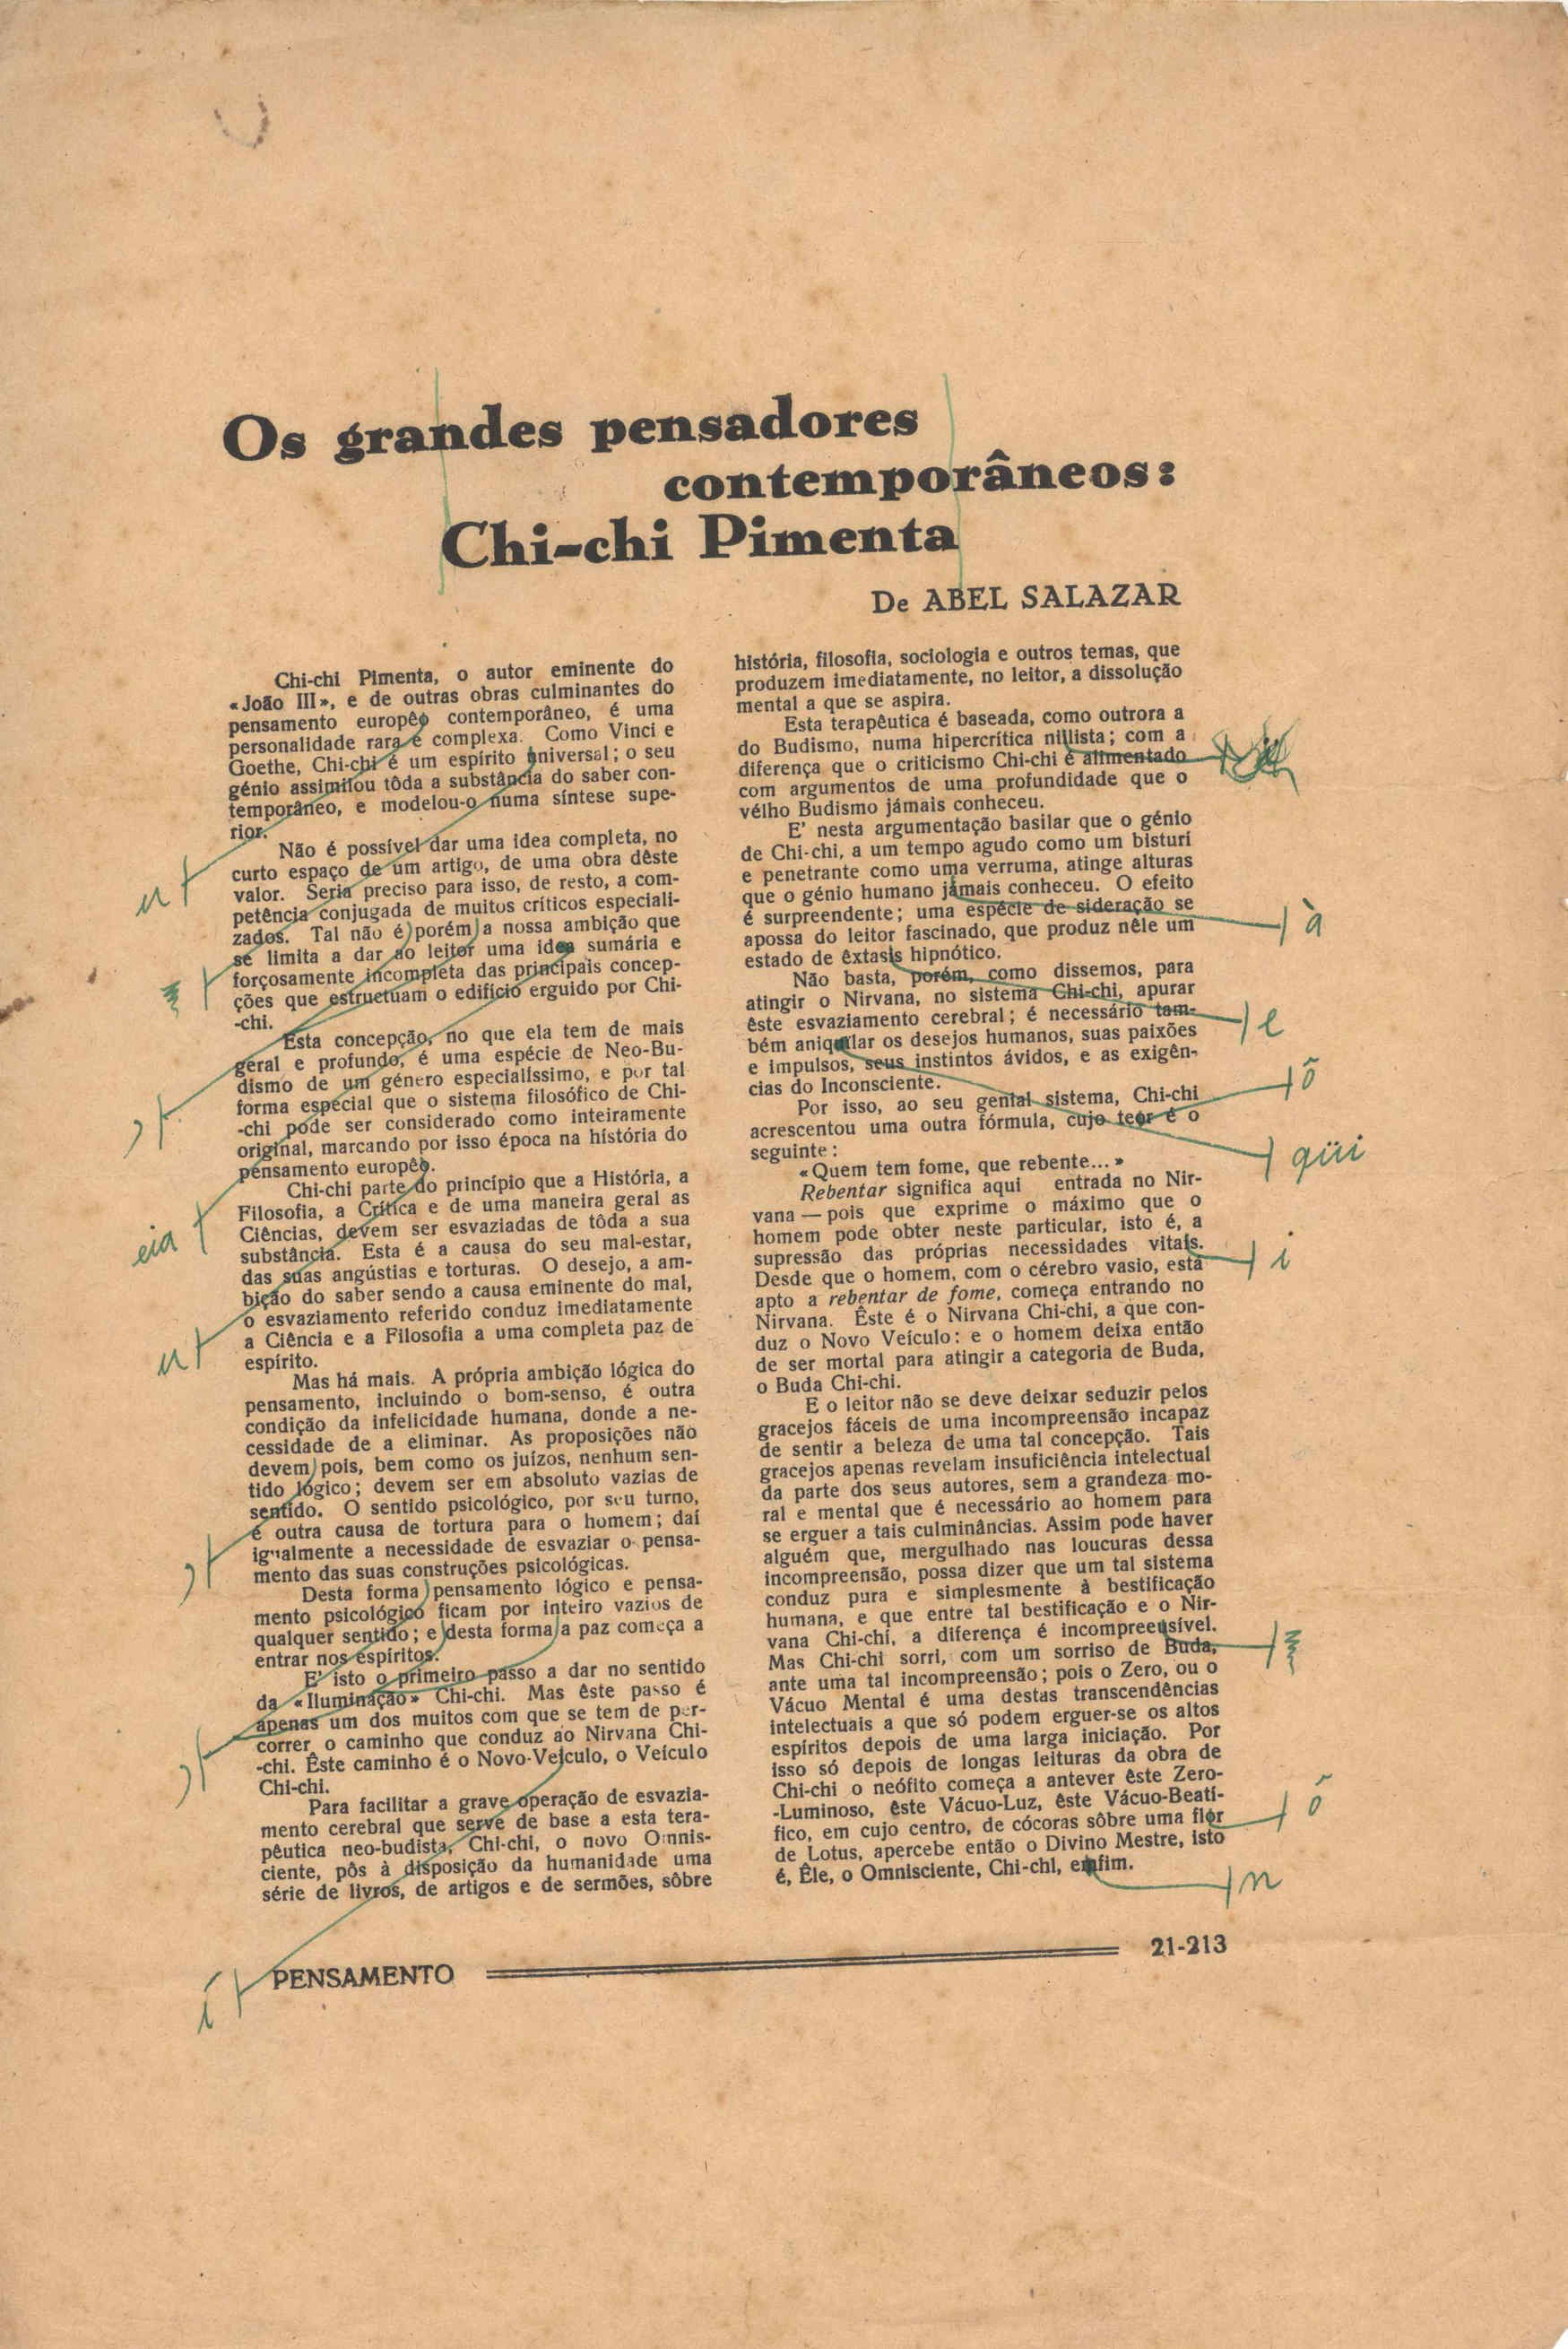 Os grandes pensadores
contemporâneos:
Chi-chi Pimenta
De ABEL SALAZAR
Chi-chi Pimenta, o autor eminente do
«João III», e de outras obras culminantes do
pensamento europêo contemporâneo, é uma
personalidade rara e complexa. Como Vinci e
Goethe, Chi-chi é um espírito universal; o seu
génio assimilou tôda a substância do saber con-
temporâneo, e modelou-o numa síntese supe-
rior.
Não é possível dar uma idea completa, no
curto espaço de um artigo, de uma obra dêste
valor. Seria preciso para isso, de resto, a com-
petência conjugada de muitos críticos especiali-
zados. Tal não é porém a nossa ambição que
se limita a dar ao leitor uma idea sumária e
forçosamente incompleta das principais concep-
ções que estructuam o edifício erguido por Chi-
-chi.
Esta concepção, no que ela tem de mais
geral e profundo, é uma espécie de Neo-Bu-
dismo de um género especialíssimo, e por tal
forma especial que o sistema filosófico de Chi-
-chi pode ser considerado como inteiramente
original, marcando por isso época na história do
pensamento europêo.
Chi-chi parte do princípio que a História, a
Filosofia, a Crítica e de uma maneira geral as
Ciências, devem ser esvaziadas de tôda a sua
substância. Esta é a causa do seu mal-estar,
das suas angústias e torturas. O desejo, a am-
bição do saber sendo a causa eminente do mal,
o esvaziamento referido conduz imediatamente
a Ciência e a Filosofia a uma completa paz de
espírito.
Mas há mais. A própria ambição lógica do
pensamento, incluindo o bom-senso, é outra
condição da infelicidade humana, donde a ne-
cessidade de a eliminar. As proposições não
devem pois, bem como os juízos, nenhum sen-
tido lógico; devem ser em absoluto vazias de
sentido. O sentido psicológico, por seu turno,
é outra causa de tortura para o homem; daí
igualmente a necessidade de esvaziar o pensa-
mento das suas construções psicológicas.
Desta forma pensamento lógico e pensa-
mento psicológico ficam por inteiro vazios de
qualquer sentido; e desta forma a paz começa a
entrar nos espíritos.
E' isto o primeiro passo a dar no sentido
da «Iluminação» Chi-chi. Mas êste passo é
apenas um dos muitos com que se tem de per-
correr o caminho que conduz ao Nirvana Chi-
-chi. Êste caminho é o Novo-Vejculo, o Veículo
Chi-chi.
Para facilitar a grave operação de esvazia-
mento cerebral que serve de base a esta tera-
pêutica neo-budista, Chi-chi, o novo Omnis-
ciente, pôs à disposição da humanidade uma
série de livros, de artigos e de sermões, sôbre
história, filosofia, sociologia e outros temas, que
produzem imediatamente, no leitor, a dissolução
mental a que se aspira.
Esta terapêutica é baseada, como outrora a
do Budismo, numa hipercrítica niilista; com a
diferença que o criticismo Chi-chi é alimentado
com argumentos de uma profundidade que o
vélho Budismo jámais conheceu.
E' nesta argumentação basilar que o génio
de Chi-chi, a um tempo agudo como um bisturí
e penetrante como uma verruma, atinge alturas
que o génio humano jámais conheceu. O efeito
é surpreendente; uma espécie de sideração se
apossa do leitor fascinado, que produz nêle um
estado de êxtasis hipnótico.
Não basta, porém, como dissemos, para
atingir o Nirvana, no sistema Chi-chi, apurar
êste esvaziamento cerebral; é necessário tam-
bém aniquilar os desejos humanos, suas paixões
e impulsos, seus instintos ávidos, e as exigên-
cias do Inconsciente.
Por isso, ao seu genial sistema, Chi-chi
acrescentou uma outra fórmula, cujo teor é o
seguinte:
«Quem tem fome, que rebente...»
Rebentar significa aqui entrada no Nir-
vana — pois que exprime o máximo que o
homem pode obter neste particular, isto é, a
supressão das próprias necessidades vitais.
Desde que o homem, com o cérebro vasio, está
apto a rebentar de fome, começa entrando no
Nirvana. Êste é o Nirvana Chi-chi, a que con-
duz o Novo Veículo: e o homem deixa então
de ser mortal para atingir a categoria de Buda,
o Buda Chi-chi.
E o leitor não se deve deixar seduzir pelos
gracejos fáceis de uma incompreensão incapaz
de sentir a beleza de uma tal concepção. Tais
gracejos apenas revelam insuficiência intelectual
da parte dos seus autores, sem a grandeza mo-
ral e mental que é necessário ao homem para
se erguer a tais culminâncias. Assim pode haver
alguém que, mergulhado nas loucuras dessa
incompreensão, possa dizer que um tal sistema
conduz pura e simplesmente à bestificação
humana, e que entre tal bestificação e o Nir-
vana Chi-chi, a diferença é incompreensível.
Mas Chi-chi sorri, com um sorriso de Buda,
ante uma tal incompreensão; pois o Zero, ou o
Vácuo Mental é uma destas transcendências
intelectuais a que só podem erguer-se os altos
espíritos depois de uma larga iniciação. Por
isso só depois de longas leituras da obra de
Chi-chi o neófito começa a antever êste Zero-
-Luminoso, êste Vácuo-Luz, êste Vácuo-Beati-
fico, em cujo centro, de cócoras sôbre uma flôr
de Lotus, apercebe então o Divino Mestre, isto
é, Êle, o Omnisciente, Chi-chi, emfim.
u
,
eia
u
,
,
í
à
e
ô
qüi
i
ô
n
PENSAMENTO
21-213